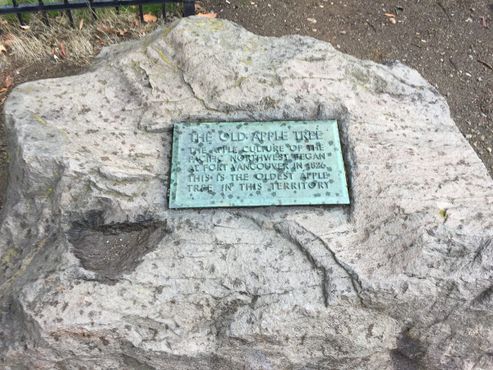 THE OLD APPLE TREE
THE APPLE CULTURE OF THE
PACIFIC NORTHWEST BEGAN
AT FORT VANCOUVER IN 1826
THIS IS THE OLDEST APPLE
TREE IN THIS TERRITORY